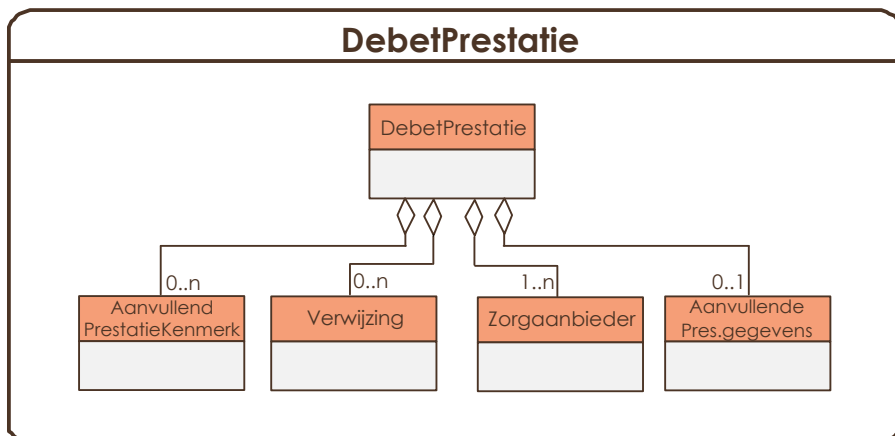 DebetPrestatie
DebetPrestatie
0..n
0..n
1..n
0..1
Aanvullend
PrestatieKenmerk
Verwijzing
Zorgaanbieder
Aanvullende
Pres.gegevens